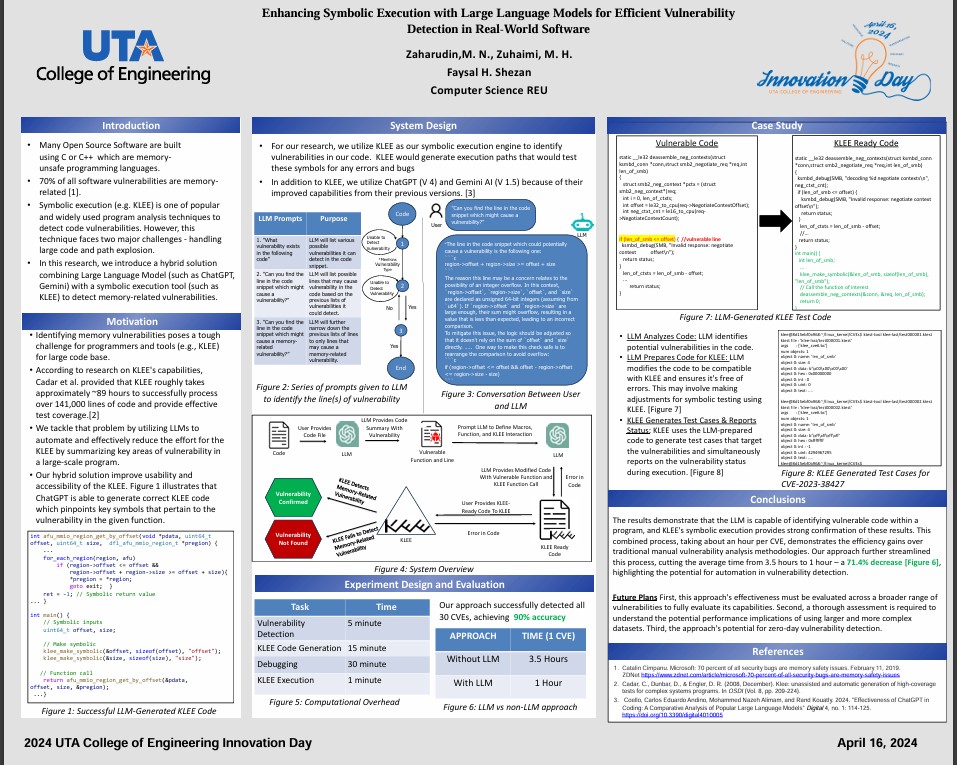 Enhancing Symbolic Execution with Large Language Models for Efficient Vulnerability
Detection in Real-World Software
Zaharudin,M. N., Zuhaimi, M. H.
Faysal H. Shezan
Computer Science REU
UTA
College of Engineering
April 16,
2024
Innovation Day
UTA COLLEGE OF ENGINEERING
Introduction
• Many Open Source Software are built
using C or C++ which are memory-
unsafe programming languages.
• 70% of all software vulnerabilities are memory-
related [1].
• Symbolic execution (e.g. KLEE) is one of popular
and widely used program analysis techniques to
detect code vulnerabilities. However, this
technique faces two major challenges - handling
large code and path explosion.
• In this research, we introduce a hybrid solution
combining Large Language Model (such as ChatGPT,
Gemini) with a symbolic execution tool (such as
KLEE) to detect memory-related vulnerabilities.
Motivation
• Identifying memory vulnerabilities poses a tough
challenge for programmers and tools (e.g., KLEE)
for large code base.
• According to research on KLEE's capabilities,
Cadar et al. provided that KLEE roughly takes
approximately ~89 hours to successfully process
over 141,000 lines of code and provide effective
test coverage.[2]
• We tackle that problem by utilizing LLMs to
automate and effectively reduce the effort for the
KLEE by summarizing key areas of vulnerability in
a large-scale program.
• Our hybrid solution improve usability and
accessibility of the KLEE. Figure 1 illustrates that
ChatGPT is able to generate correct KLEE code
which pinpoints key symbols that pertain to the
vulnerability in the given function.
int afu_mmio_region_get_by_offset(void *pdata, uint64_t
offset, uint64_t size, dfl_afu_mmio_region_t *region) {
...
for_each_region(region, afu)
if (region->offset <= offset &&
region->offset + region->size >= offset + size){
*region = *region;
goto exit; }
ret = -1; // Symbolic return value
... }
int main() {
// Symbolic inputs
uint64_t offset, size;
// Make symbolic
klee_make_symbolic(&offset, sizeof(offset), "offset");
klee_make_symbolic(&size, sizeof(size), "size");
// Function call
return afu_mmio_region_get_by_offset(&pdata,
offset, size, &region);
...}
Figure 1: Successful LLM-Generated KLEE Code
System Design
• For our research, we utilize KLEE as our symbolic execution engine to identify
vulnerabilities in our code. KLEE would generate execution paths that would test
these symbols for any errors and bugs
• In addition to KLEE, we utilize ChatGPT (V 4) and Gemini AI (V 1.5) because of their
improved capabilities from their previous versions. [3]
LLM Prompts
Purpose
1. "What
vulnerability
exists in
the following
code"
LLM will list various
possible
vulnerabilities it can
detect in the code
snippet.
2. "Can you find the
line in the code
snippet which
might cause
a vulnerability?"
LLM will list possible
lines that may cause
vulnerability in the
code based on the
previous lists of
vulnerabilities it
could detect.
3. "Can you find the
line in the code
snippet which might
cause a memory-
related
vulnerability?"
LLM will further
narrow down the
previous lists of lines
to only lines that
may cause a
memory-related
vulnerability.
Code
Unable to
Detect
Vulnerability
1
Yes
Unable to
Detect
Vulnerability
2
No
Yes
3
Yes
End
Figure 2: Series of prompts given to LLM
to identify the line(s) of vulnerability
User
"Can you find the line in the code
snippet which might cause a
vulnerability?"
LLM
"The line in the code snippet which could potentially
cause a vulnerability is the following one:
```c
region->offset + region->size >= offset + size
```
The reason this line may be a concern relates to the
possibility of an integer overflow. In this context,
`region->offset`, `region->size`, `offset`, and `size`
are declared as unsigned 64-bit integers (assuming from
`u64`). If `region->offset` and `region->size` are
large enough, their sum might overflow, resulting in a
value that is less than expected, leading to an incorrect
comparison.
To mitigate this issue, the logic should be adjusted so
that it doesn't rely on the sum of `offset` and `size`
directly. .... One way to make this check safe is to
rearrange the comparison to avoid overflow:
```c
if (region->offset <= offset && offset - region->offset
<= region->size - size)
Figure 3: Conversation Between User
and LLM
Code
User Provides
Code File
LLM
LLM Provides Code
Summary With
Vulnerability
Vulnerable
Function and Line
Prompt LLM to Define Macros,
Function, and KLEE Interaction
LLM
LLM Provides Modified Code
With Vulnerable Function and
KLEE Function Call
Error in
Code
Vulnerability
Confirmed
KLEE Detects
Memory-Related
Vulnerability
Vulnerability
Not Found
KLEE Fails to Detect
Memory-Related
Vulnerability
KLEE
KLEE
User Provides KLEE-
Ready Code To KLEE
Error in Code
KLEE Ready
Code
Figure 4: System Overview
Experiment Design and Evaluation
Task
Time
Vulnerability
Detection
5 minute
KLEE Code Generation
15 minute
Debugging
30 minute
KLEE Execution
1 minute
Figure 5: Computational Overhead
Our approach successfully detected all
30 CVEs, achieving 90% accuracy
APPROACH
TIME (1 CVE)
Without LLM
3.5 Hours
With LLM
1 Hour
Figure 6: LLM vs non-LLM approach
Case Study
Vulnerable Code
static __le32 deassemble_neg_contexts(struct
ksmbd_conn *conn,struct smb2_negotiate_req *req,int
len_of_smb)
{
struct smb2_neg_context *pctx = (struct
smb2_neg_context*)req;
int i = 0, len_of_ctxts;
int offset = le32_to_cpu(req->NegotiateContextOffset);
int neg_ctxt_cnt = le16_to_cpu(req-
>NegotiateContextCount);
if (len_of_smb <= offset) { //vulnerable line
ksmbd_debug(SMB, "Invalid response: negotiate
context offset\n");
return status;
}
len_of_ctxts = len_of_smb - offset;
...
return status;
}
KLEE Ready Code
static __le32 deassemble_neg_contexts(struct ksmbd_conn
*conn,struct smb2_negotiate_req *req,int len_of_smb)
{
ksmbd_debug(SMB, "decoding %d negotiate contexts\n",
neg_ctxt_cnt);
if (len_of_smb <= offset) {
ksmbd_debug(SMB, "Invalid response: negotiate context
offset\n");
return status;
}
len_of_ctxts = len_of_smb - offset;
//...
return status;
}
int main() {
int len_of_smb;
...
klee_make_symbolic(&len_of_smb, sizeof(len_of_smb),
"len_of_smb");
// Call the function of interest
deassemble_neg_contexts(&conn, &req, len_of_smb);
return 0;
Figure 7: LLM-Generated KLEE Test Code
• LLM Analyzes Code: LLM identifies
potential vulnerabilities in the code.
• LLM Prepares Code for KLEE: LLM
modifies the code to be compatible
with KLEE and ensures it's free of
errors. This may involve making
adjustments for symbolic testing using
KLEE. [Figure 7]
• KLEE Generates Test Cases & Reports
Status: KLEE uses the LLM-prepared
code to generate test cases that target
the vulnerabilities and simultaneously
reports on the vulnerability status
during execution. [Figure 8]
Figure 8: KLEE Generated Test Cases for
CVE-2023-38427
Conclusions
The results demonstrate that the LLM is capable of identifying vulnerable code within a
program, and KLEE's symbolic execution provides strong confirmation of these results. This
combined process, taking about an hour per CVE, demonstrates the efficiency gains over
traditional manual vulnerability analysis methodologies. Our approach further streamlined
this process, cutting the average time from 3.5 hours to 1 hour – a 71.4% decrease [Figure 6],
highlighting the potential for automation in vulnerability detection.
Future Plans First, this approach's effectiveness must be evaluated across a broader range of
vulnerabilities to fully evaluate its capabilities. Second, a thorough assessment is required to
understand the potential performance implications of using larger and more complex
datasets. Third, the approach's potential for zero-day vulnerability detection.
References
1. Catalin Cimpanu. Microsoft: 70 percent of all security bugs are memory safety issues. February 11, 2019.
ZDNet https://www.zdnet.com/article/microsoft-70-percent-of-all-security-bugs-are-memory-safety-issues
2. Cadar, C., Dunbar, D., & Engler, D. R. (2008, December). Klee: unassisted and automatic generation of high-coverage
tests for complex systems programs. In OSDI (Vol. 8, pp. 209-224).
3. Coello, Carlos Eduardo Andino, Mohammed Nazeh Alimam, and Rand Kouatly. 2024. "Effectiveness of ChatGPT in
Coding: A Comparative Analysis of Popular Large Language Models" Digital 4, no. 1: 114-125.
https://doi.org/10.3390/digital4010005
2024 UTA College of Engineering Innovation Day
April 16, 2024